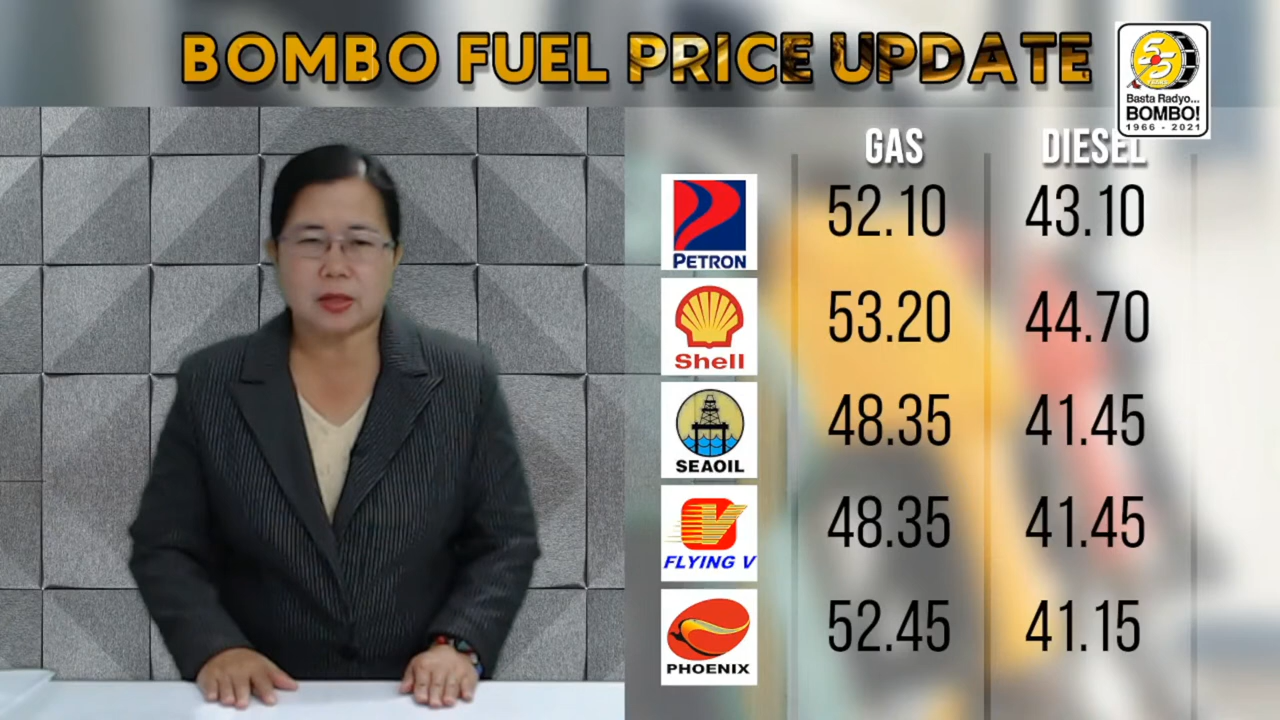 BOMBO FUEL PRICE UPDATE
55
Basta Radyo...
BOMBO!
1966 - 2021
GAS DIESEL
PETRON 52.10 43.10
Shell 53.20 44.70
SEAOIL 48.35 41.45
V
FLYING V 48.35 41.45
PHOENIX 52.45 41.15